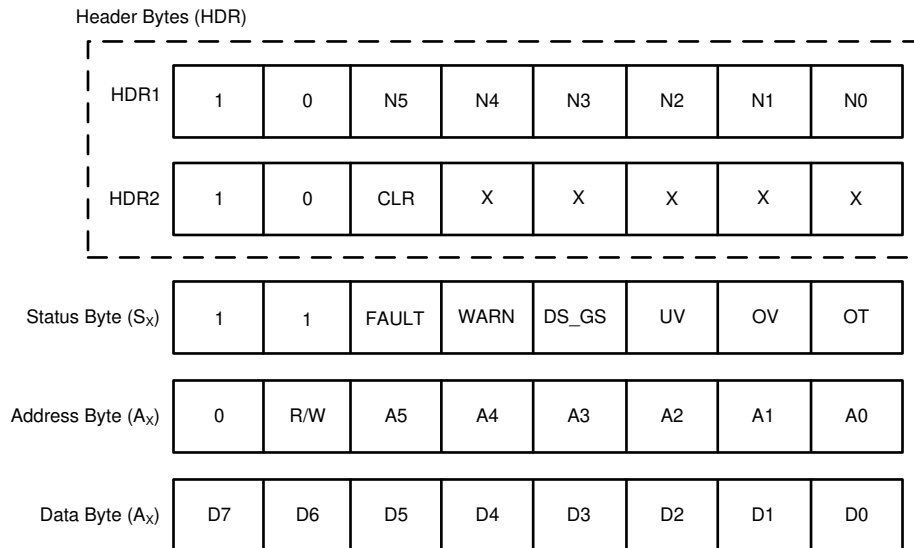 Header Bytes (HDR)
HDR1 1 0 N5 N4 N3 N2 N1 N0
HDR2 1 0 CLR X X X X X
Status Byte (SX) 1 1 FAULT WARN DS_GS UV OV OT
Address Byte (AX) 0 R/W A5 A4 A3 A2 A1 A0
Data Byte (AX) D7 D6 D5 D4 D3 D2 D1 D0